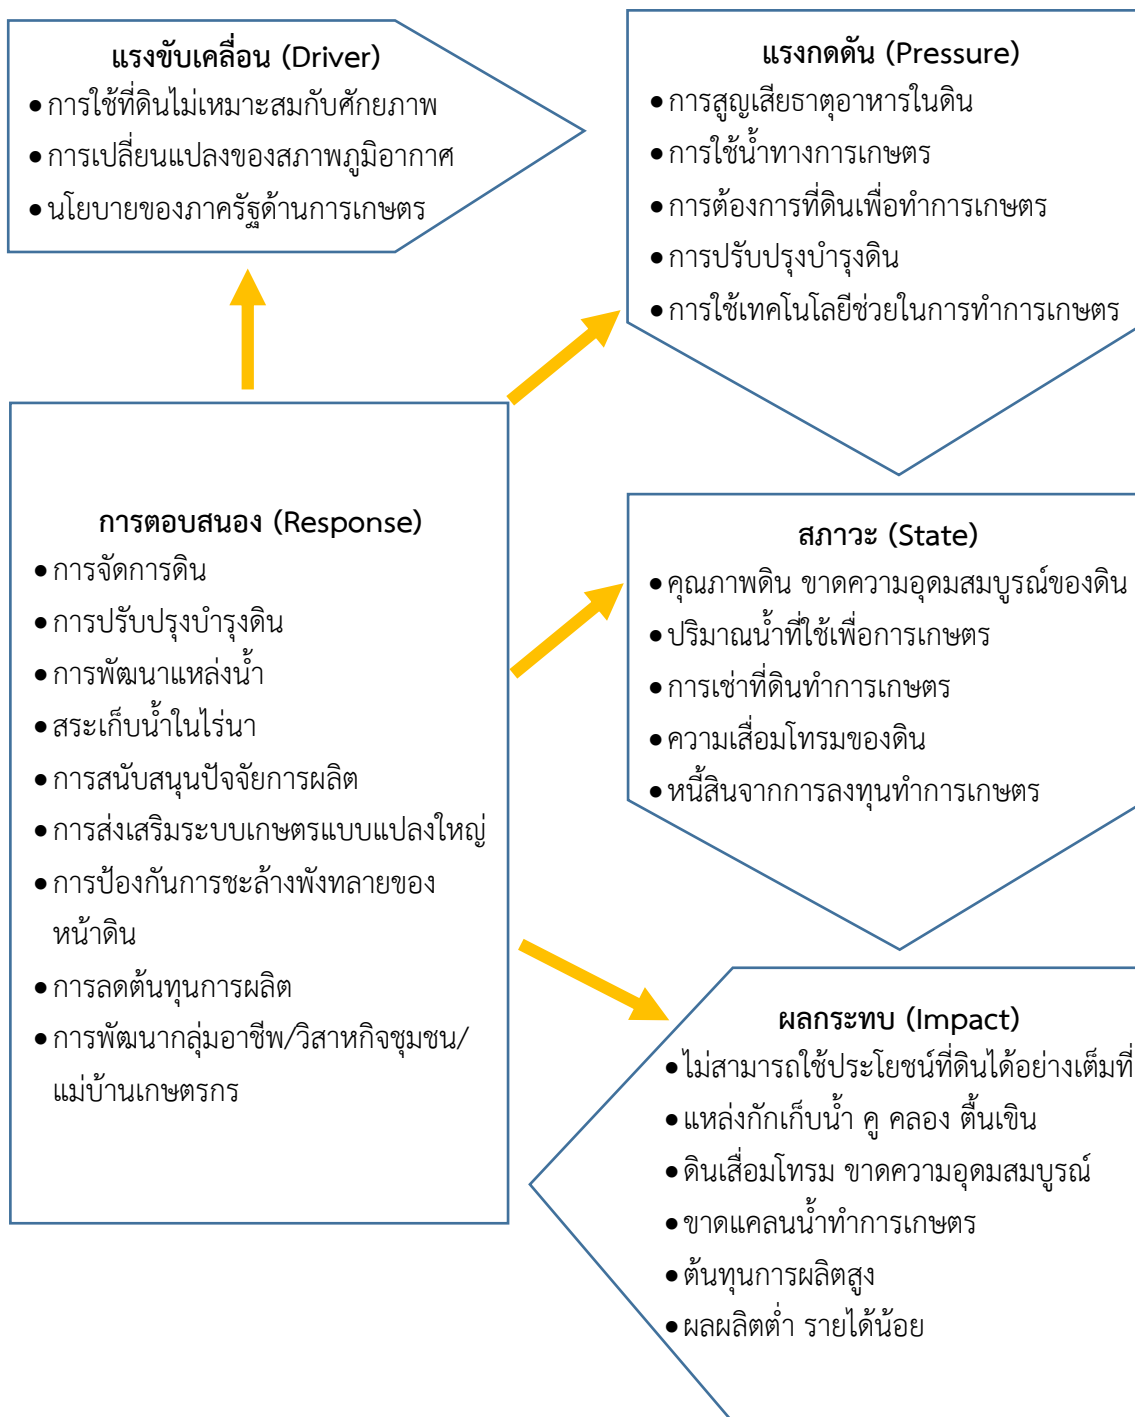 แรงขับเคลื่อน (Driver)
• การใช้ที่ดินไม่เหมาะสมกับศักยภาพ
• การเปลี่ยนแปลงของสภาพภูมิอากาศ
• นโยบายของภาครัฐด้านการเกษตร
แรงกดดัน (Pressure)
• การสูญเสียธาตุอาหารในดิน
• การใช้น้ำทางการเกษตร
• การต้องการที่ดินเพื่อทำการเกษตร
• การปรับปรุงบำรุงดิน
• การใช้เทคโนโลยีช่วยในการทำการเกษตร
การตอบสนอง (Response)
• การจัดการดิน
• การปรับปรุงบำรุงดิน
• การพัฒนาแหล่งน้ำ
• สระเก็บน้ำในไร่นา
• การสนับสนุนปัจจัยการผลิต
• การส่งเสริมระบบเกษตรแบบแปลงใหญ่
• การป้องกันการชะล้างพังทลายของ
หน้าดิน
• การลดต้นทุนการผลิต
• การพัฒนากลุ่มอาชีพ/วิสาหกิจชุมชน/
แม่บ้านเกษตรกร
สภาวะ (State)
• คุณภาพดิน ขาดความอุดมสมบูรณ์ของดิน
• ปริมาณน้ำที่ใช้เพื่อการเกษตร
• การเช่าที่ดินทำการเกษตร
• ความเสื่อมโทรมของดิน
• หนี้สินจากการลงทุนทำการเกษตร
ผลกระทบ (Impact)
• ไม่สามารถใช้ประโยชน์ที่ดินได้อย่างเต็มที่
• แหล่งกักเก็บน้ำ คู คลอง ตื้นเขิน
• ดินเสื่อมโทรม ขาดความอุดมสมบูรณ์
• ขาดแคลนน้ำทำการเกษตร
• ต้นทุนการผลิตสูง
• ผลผลิตต่ำ รายได้น้อย